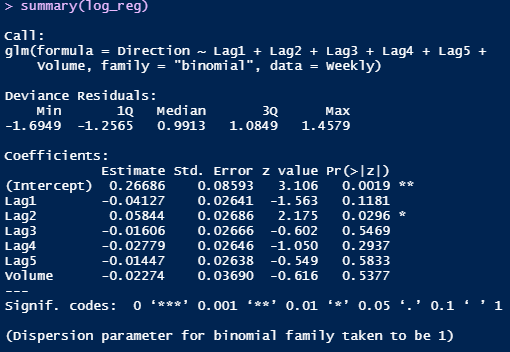 > summary(log_reg)

Call:
glm(formula = Direction ~ Lag1 + Lag2 + Lag3 + Lag4 + Lag5 +
    Volume, family = "binomial", data = Weekly)

Deviance Residuals:
    Min       1Q   Median       3Q      Max
-1.6949  -1.2565   0.9913   1.0849   1.4579

Coefficients:
            Estimate Std. Error z value Pr(>|z|)
(Intercept)  0.26686    0.08593   3.106   0.0019 **
Lag1        -0.04127    0.02641  -1.563   0.1181
Lag2         0.05844    0.02686   2.175   0.0296 *
Lag3        -0.01606    0.02666  -0.602   0.5469
Lag4        -0.02779    0.02646  -1.050   0.2937
Lag5        -0.01447    0.02638  -0.549   0.5833
Volume      -0.02274    0.03690  -0.616   0.5377
---
Signif. codes:  0 ‘***’ 0.001 ‘**’ 0.01 ‘*’ 0.05 ‘.’ 0.1 ‘ ’ 1

(Dispersion parameter for binomial family taken to be 1)